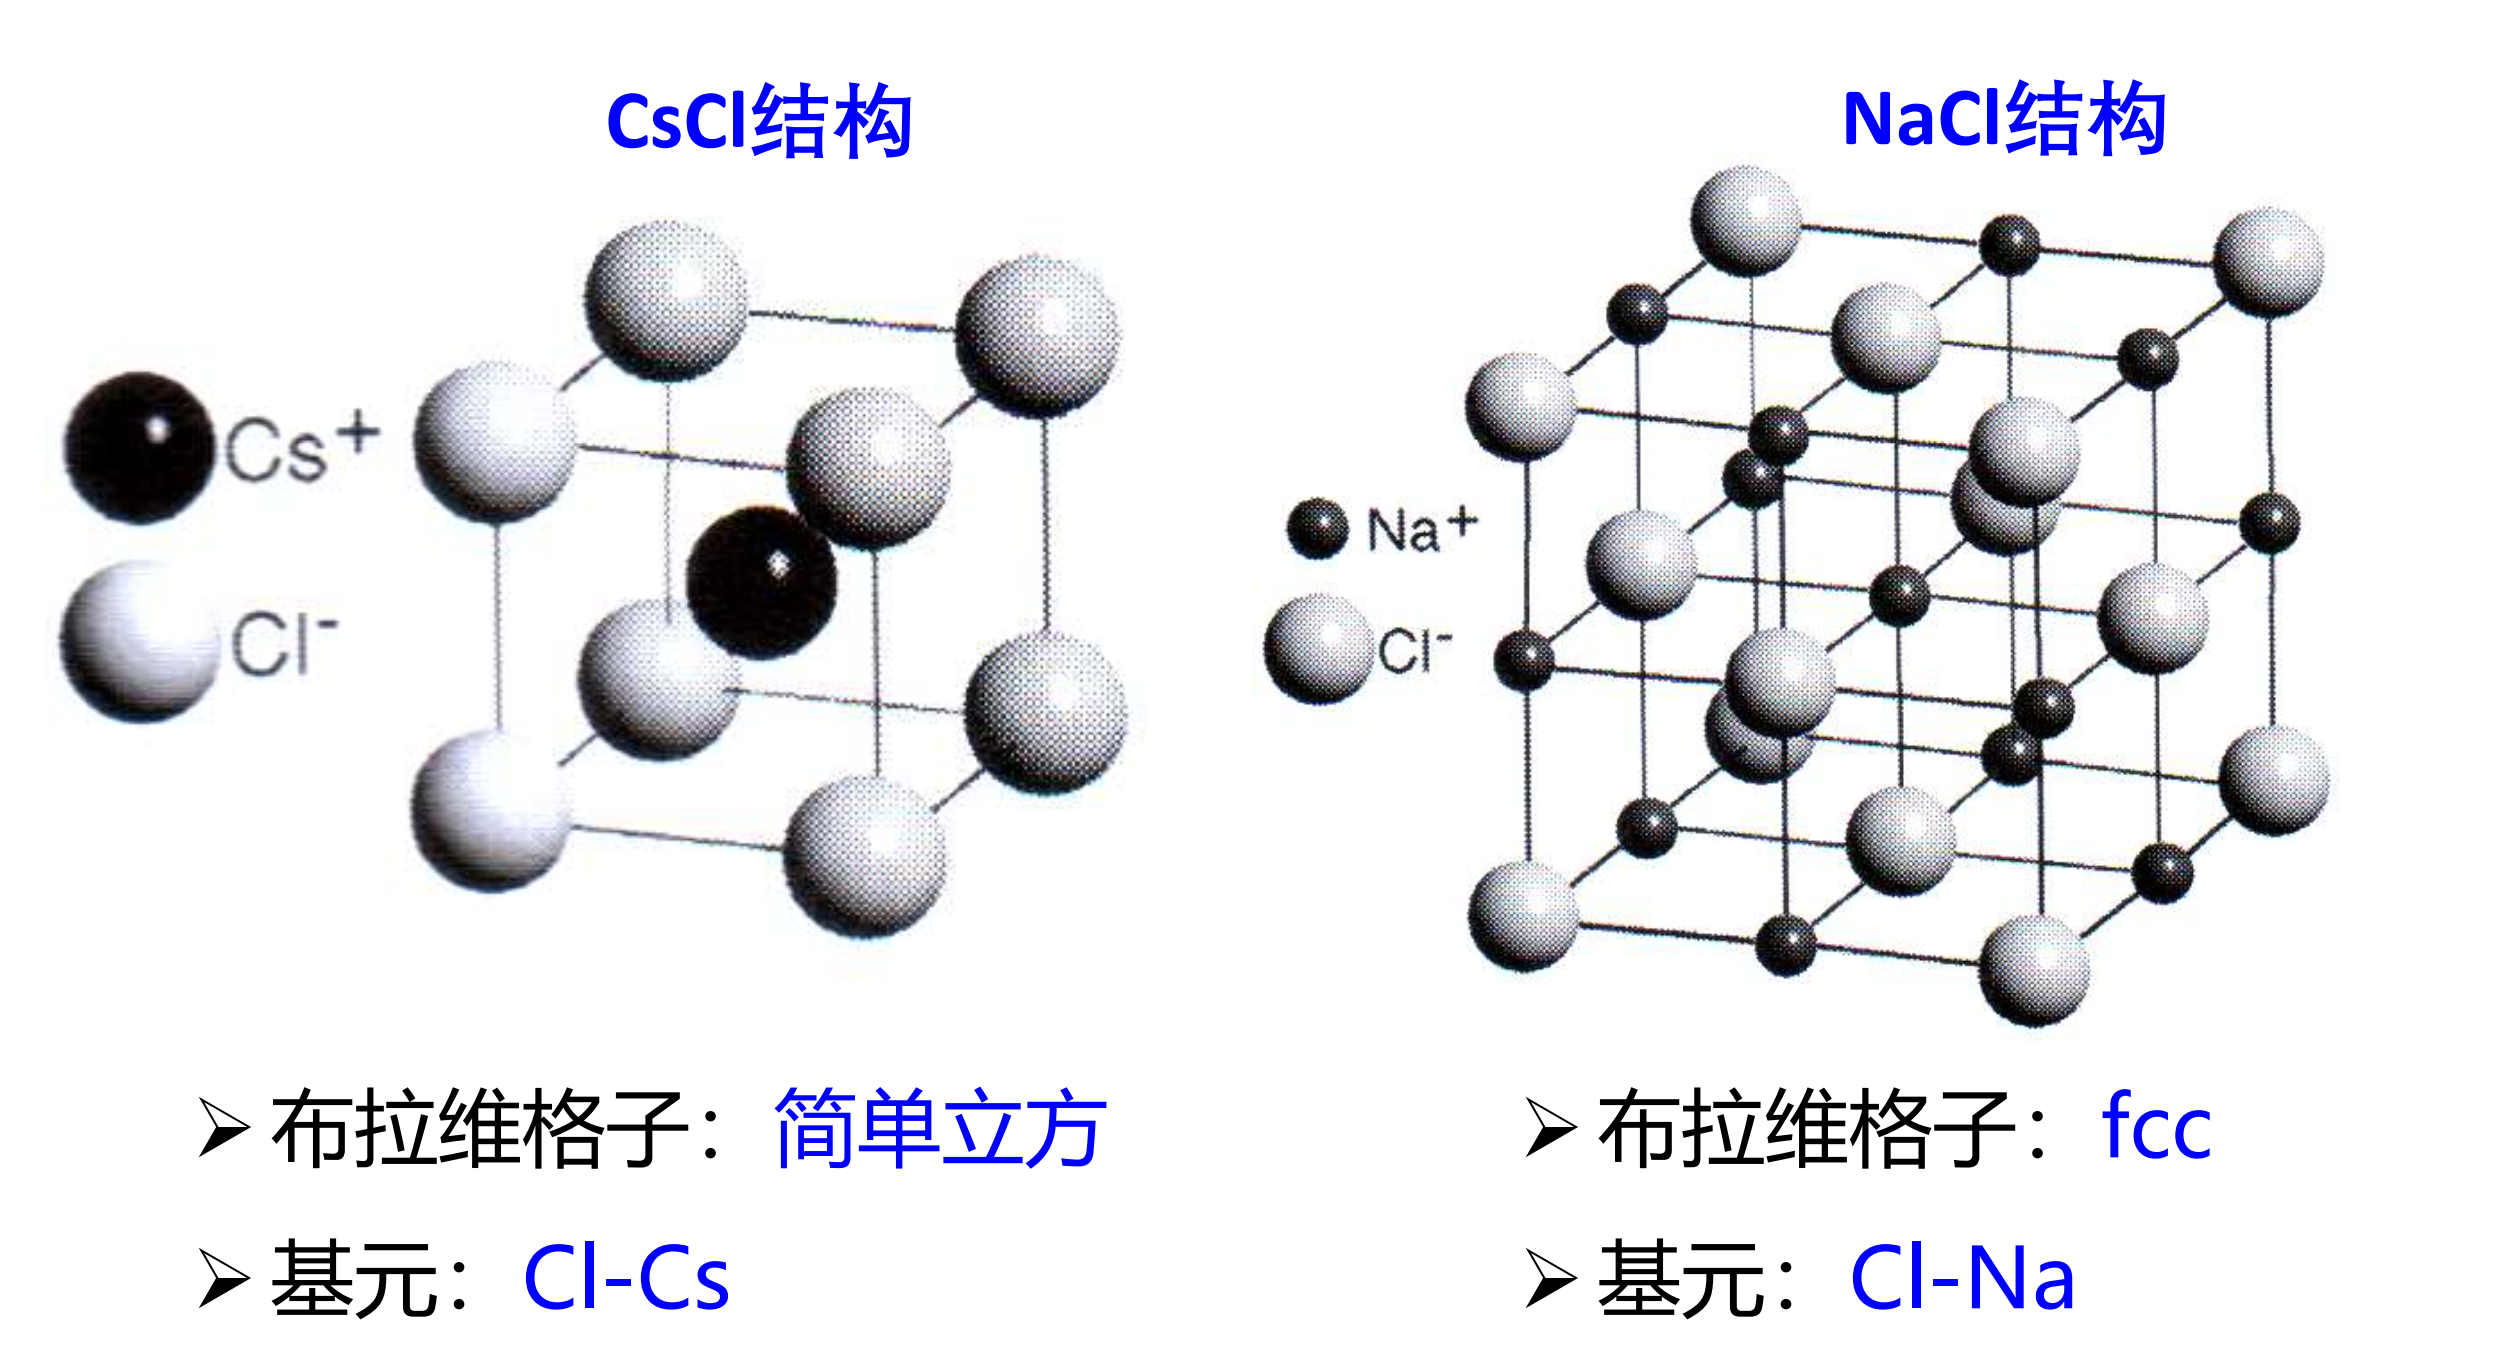 CsCl结构
Cs+
Cl-
➢ 布拉维格子：简单立方
➢ 基元：Cl-Cs
NaCl结构
Na+
Cl-
➢ 布拉维格子：fcc
➢ 基元：Cl-Na